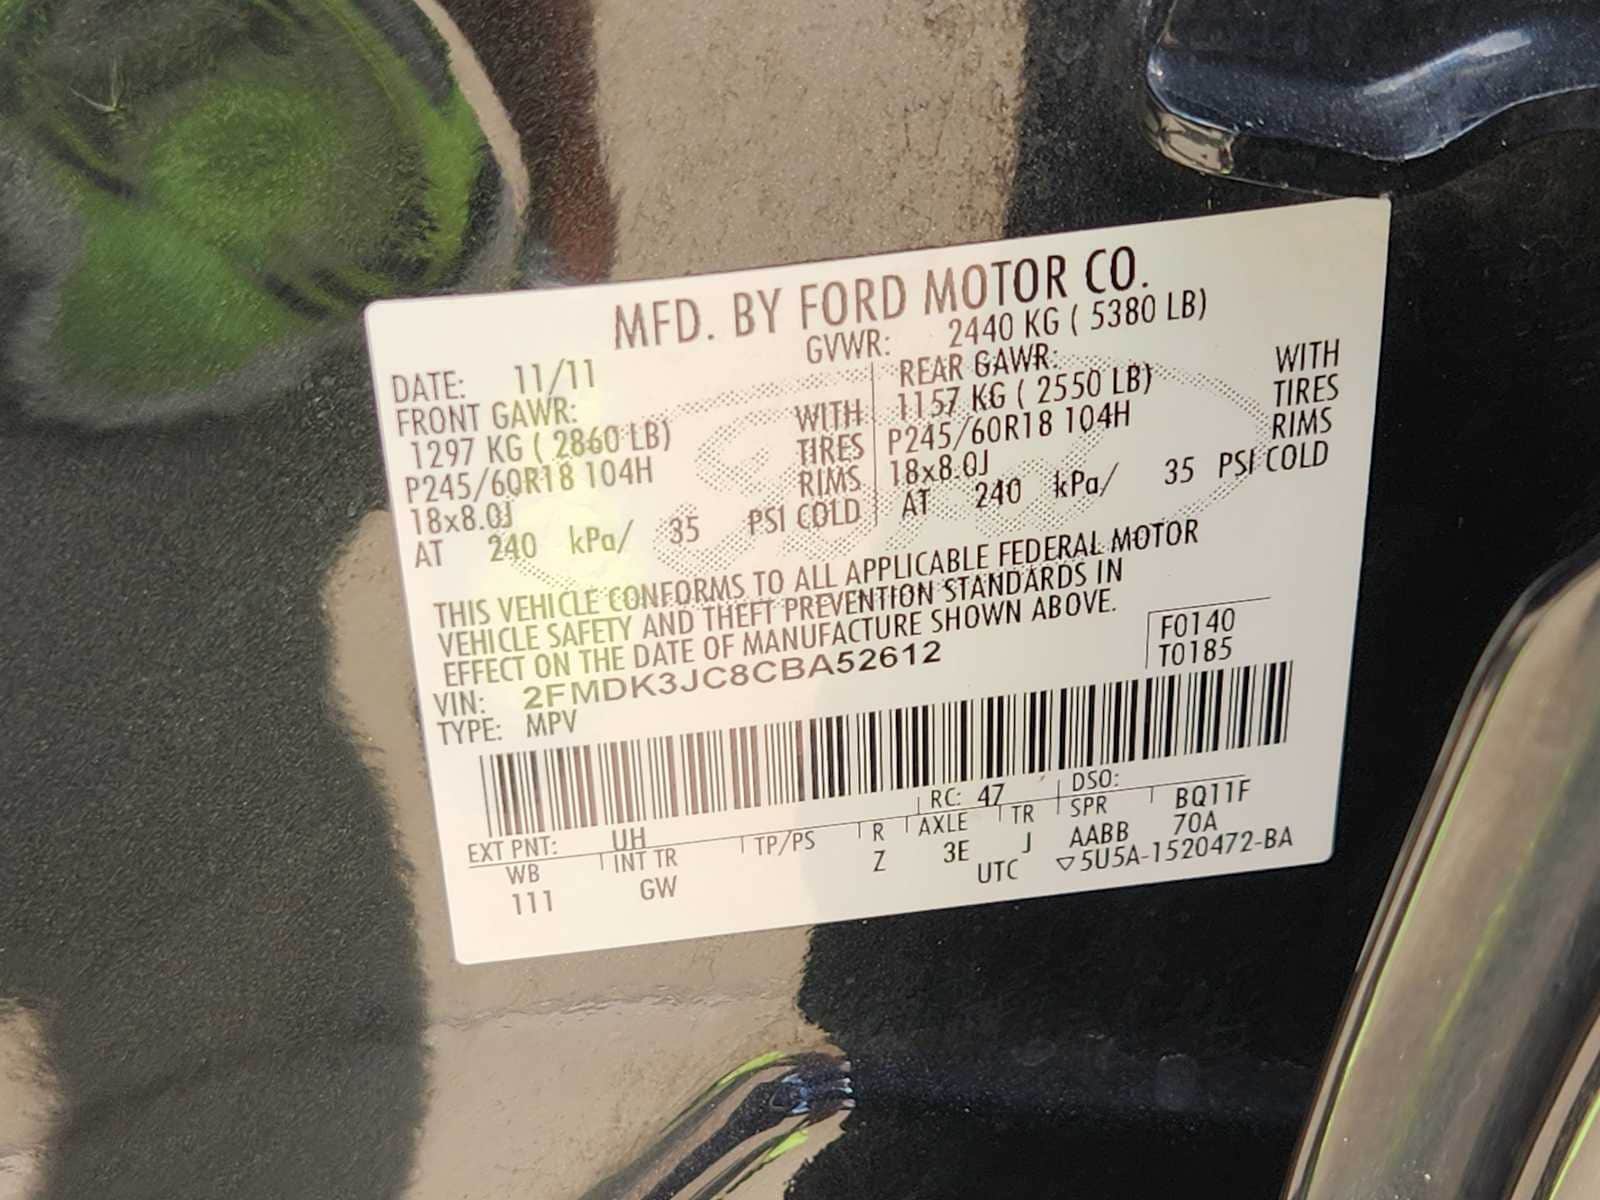 MFD. BY FORD MOTOR CO.
DATE: 11/11 GVWR: 2440 KG ( 5380 LB)
FRONT GAWR: REAR GAWR:
1297 KG ( 2860 LB) WITH 1157 KG ( 2550 LB) WITH
P245/60R18 104H TIRES P245/60R18 104H TIRES
18x8.0J RIMS 18x8.0J RIMS
AT 240 kPa/ 35 PSI COLD AT 240 kPa/ 35 PSI COLD
THIS VEHICLE CONFORMS TO ALL APPLICABLE FEDERAL MOTOR
VEHICLE SAFETY AND THEFT PREVENTION STANDARDS IN
EFFECT ON THE DATE OF MANUFACTURE SHOWN ABOVE.
VIN: 2FMDK3JC8CBA52612 F0140
TYPE: MPV T0185
EXT PNT: UH RC: 47 DSO:
WB INT TR TP/PS R AXLE TR SPR BQ11F
111 GW Z 3E J AABB 70A
UTC ▽5U5A-1520472-BA